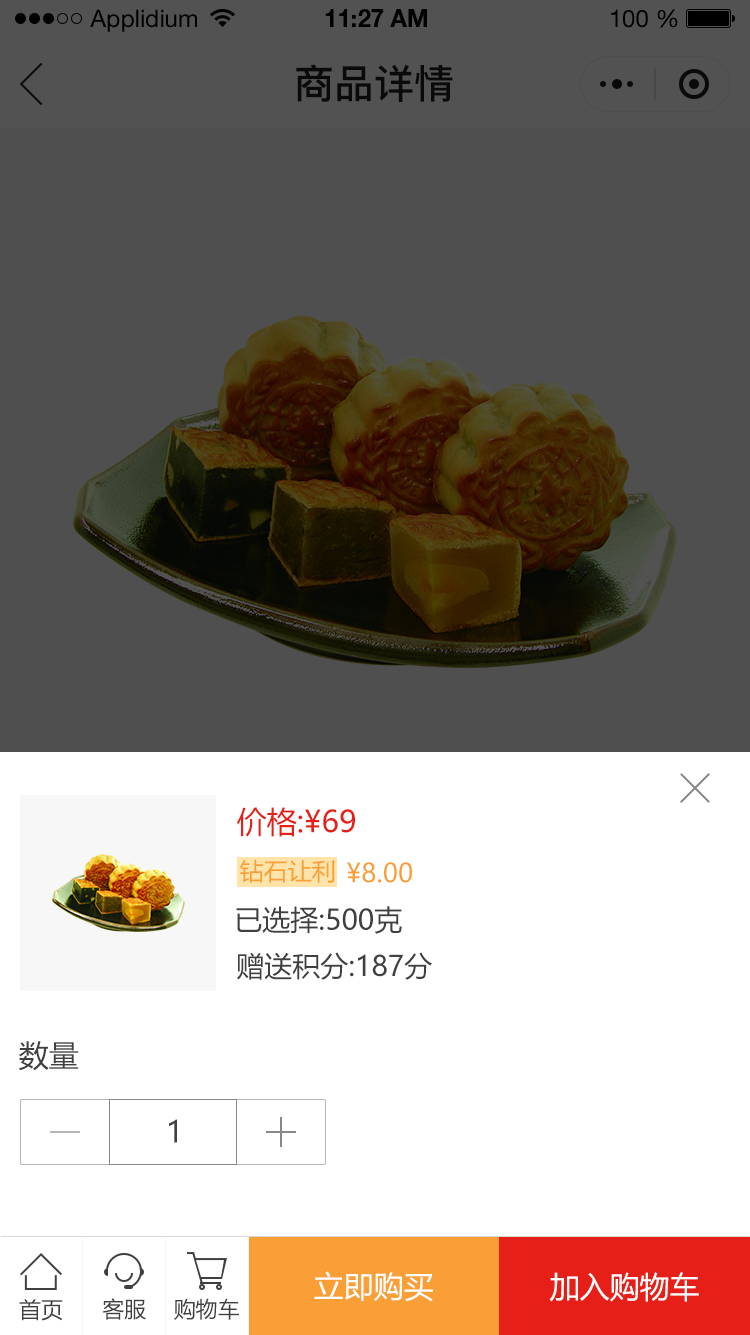 Applidium 11:27 AM 100 %
商品详情
价格:¥69
钻石让利 ¥8.00
已选择:500克
赠送积分:187分
数量
1
首页 客服 购物车 立即购买 加入购物车